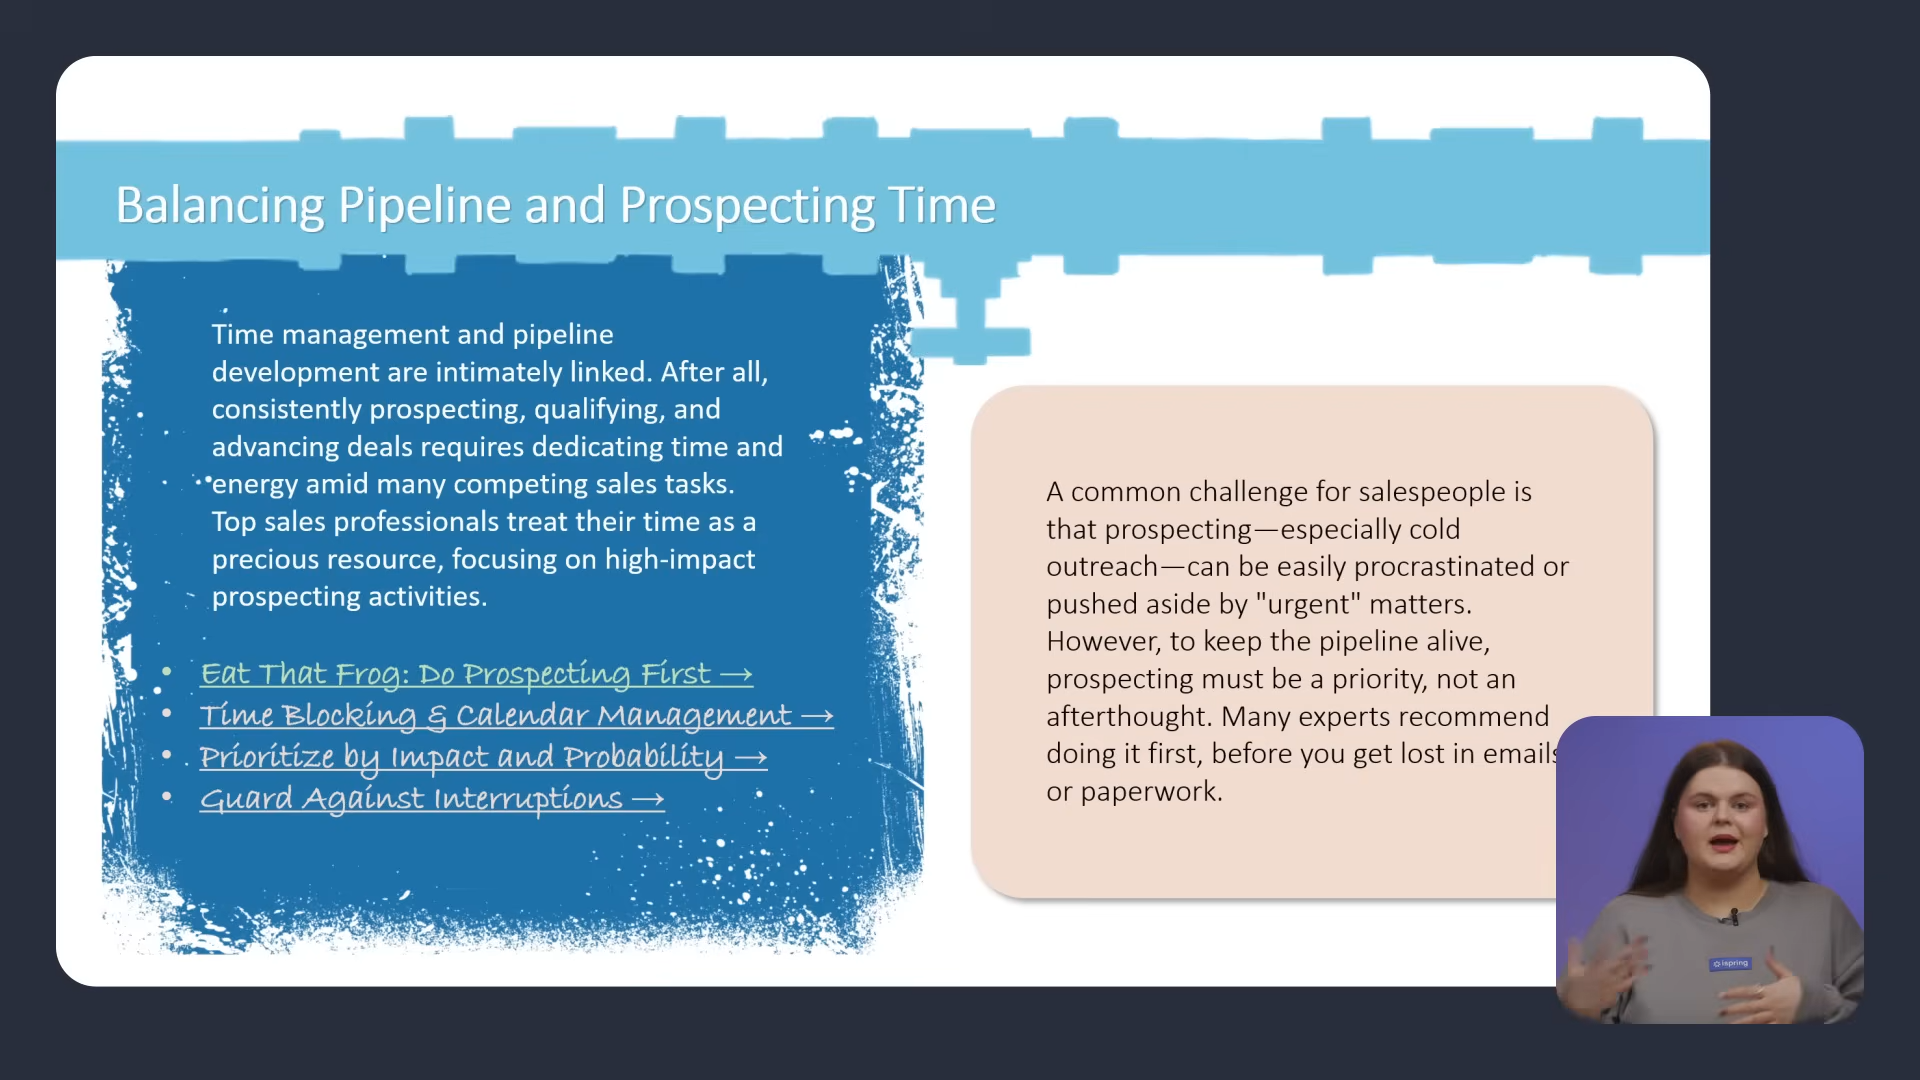 Balancing Pipeline and Prospecting Time
Time management and pipeline
development are intimately linked. After all,
consistently prospecting, qualifying, and
advancing deals requires dedicating time and
energy amid many competing sales tasks.
Top sales professionals treat their time as a
precious resource, focusing on high-impact
prospecting activities.
• Eat That Frog: Do Prospecting First →
• Time Blocking & Calendar Management →
• Prioritize by Impact and Probability →
• Guard Against Interruptions →
A common challenge for salespeople is
that prospecting—especially cold
outreach—can be easily procrastinated or
pushed aside by "urgent" matters.
However, to keep the pipeline alive,
prospecting must be a priority, not an
afterthought. Many experts recommend
doing it first, before you get lost in emails
or paperwork.
ispring